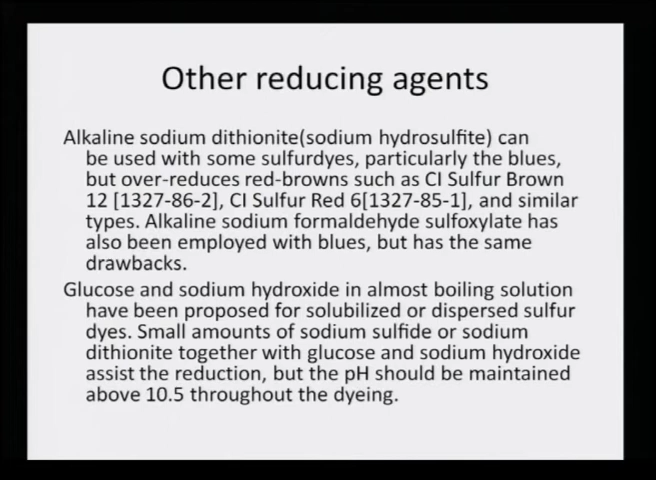 Other reducing agents
Alkaline sodium dithionite(sodium hydrosulfite) can
be used with some sulfurdyes, particularly the blues,
but over-reduces red-browns such as CI Sulfur Brown
12 [1327-86-2], CI Sulfur Red 6[1327-85-1], and similar
types. Alkaline sodium formaldehyde sulfoxylate has
also been employed with blues, but has the same
drawbacks.
Glucose and sodium hydroxide in almost boiling solution
have been proposed for solubilized or dispersed sulfur
dyes. Small amounts of sodium sulfide or sodium
dithionite together with glucose and sodium hydroxide
assist the reduction, but the pH should be maintained
above 10.5 throughout the dyeing.